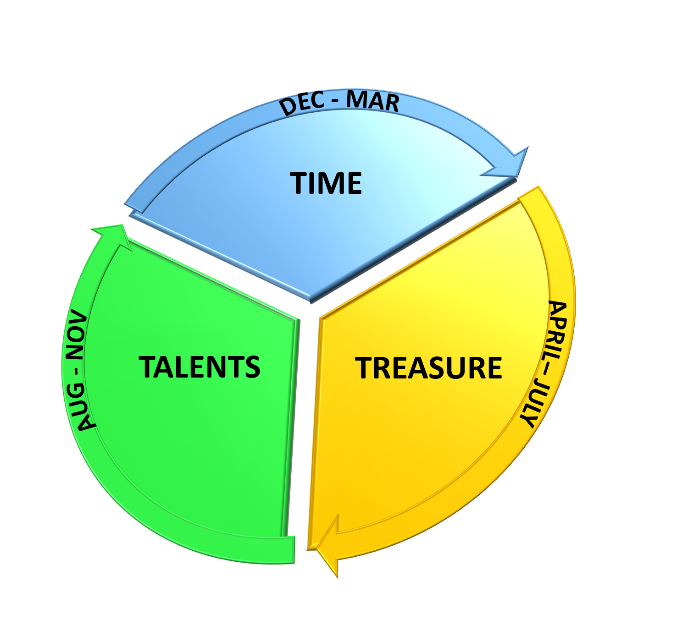 DEC - MAR
TIME
APRIL– JULY
TREASURE
TALENTS
AUG - NOV